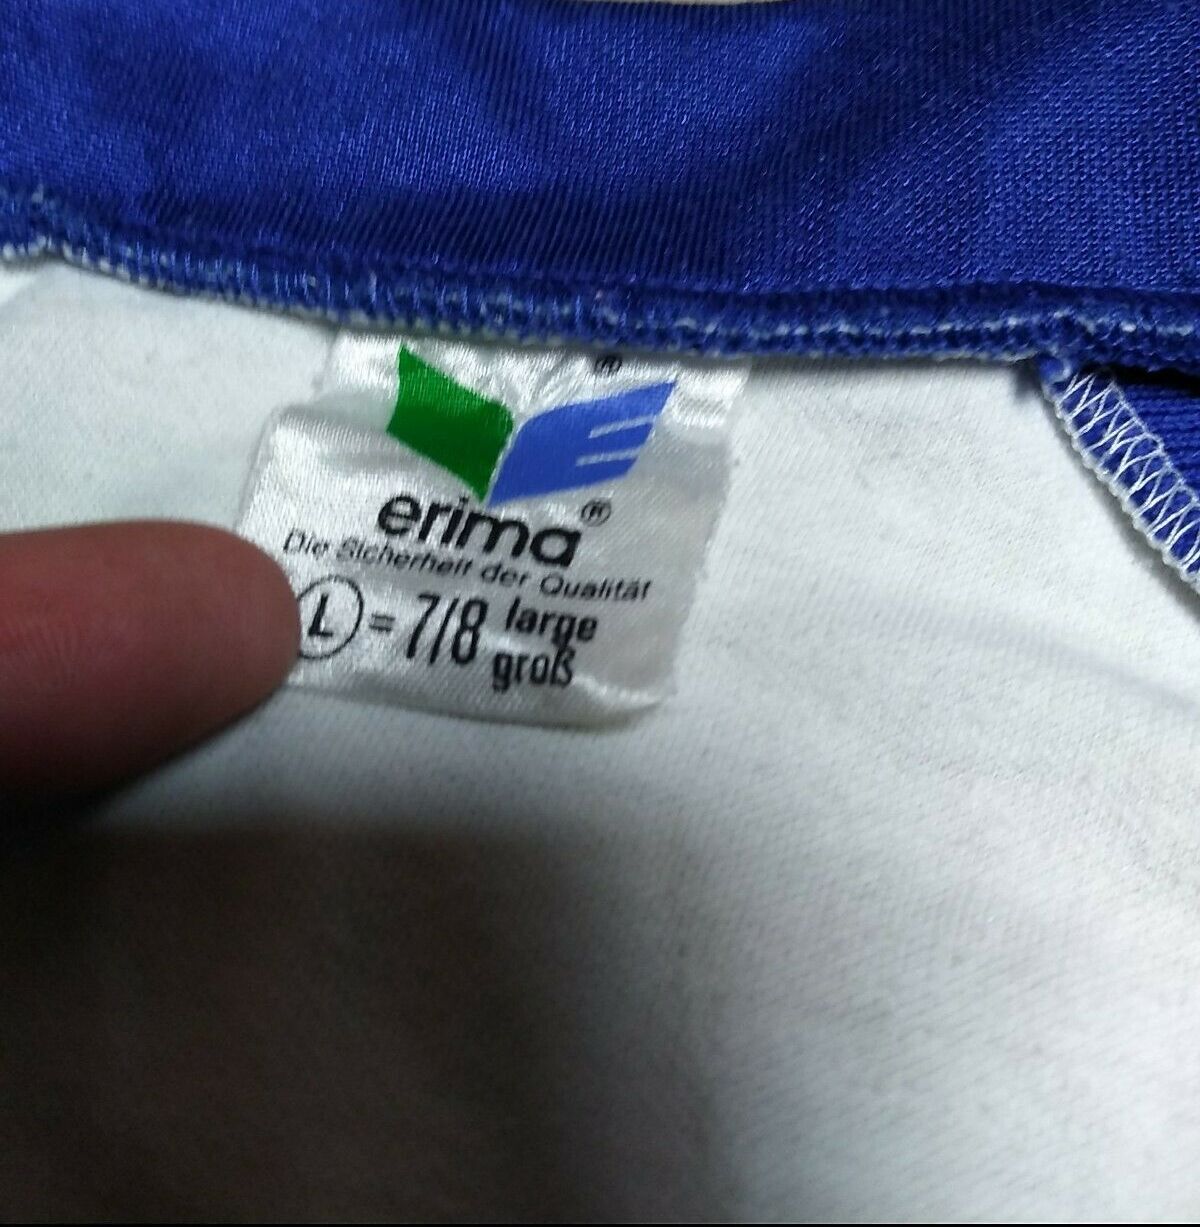 ®
erima®
Die Sicherheit der Qualität
L = 7/8 large
groß